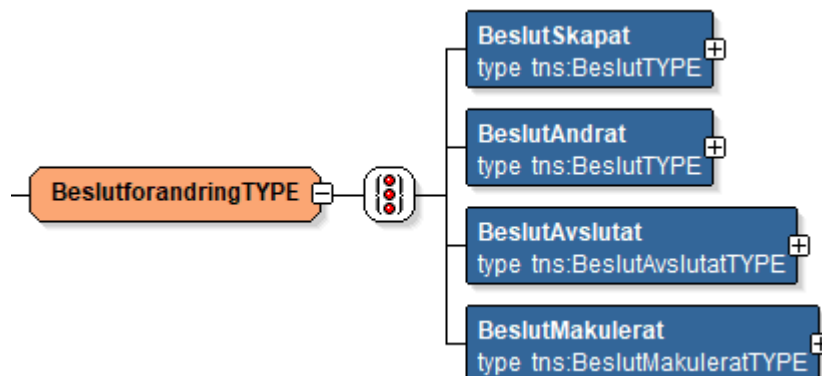 BeslutSkapat
type tns:BeslutTYPE
BeslutAndrat
type tns:BeslutTYPE
BeslutforandringTYPE
BeslutAvslutat
type tns:BeslutAvslutatTYPE
BeslutMakulerat
type tns:BeslutMakuleratTYPE